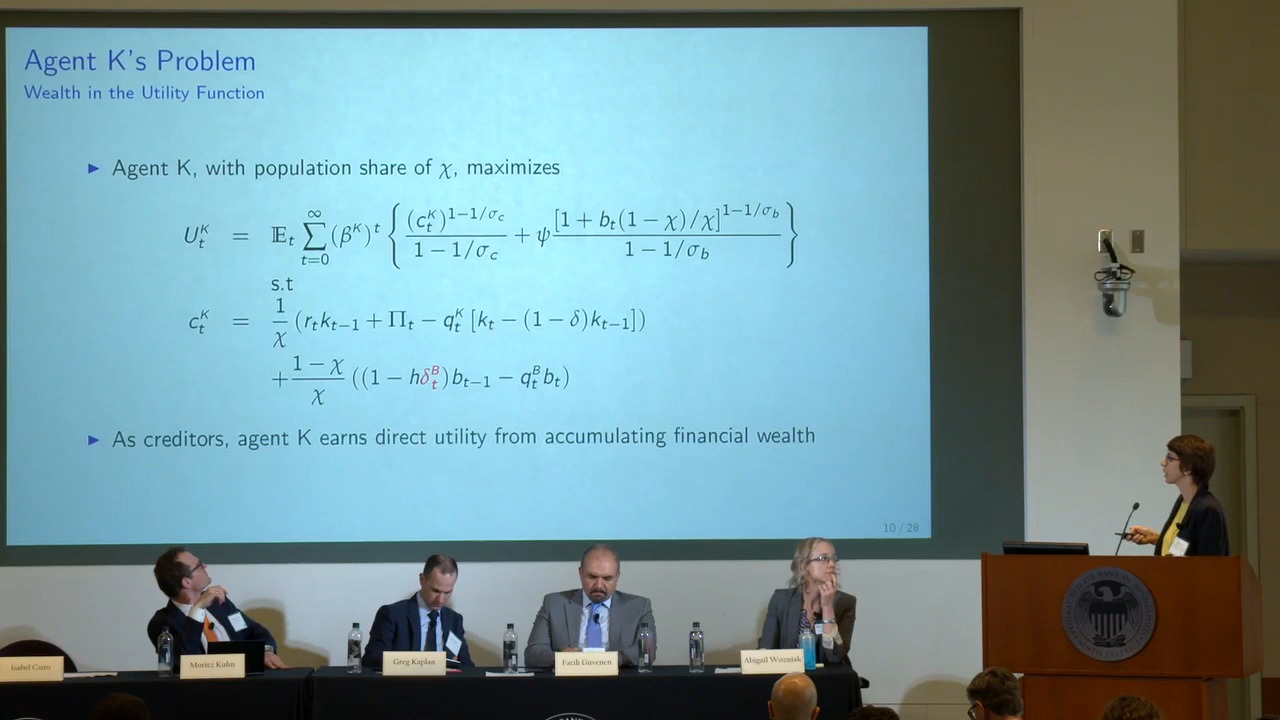 Agent K's Problem
Wealth in the Utility Function
► Agent K, with population share of χ, maximizes
U_t^K = 𝔼_t ∑_{t=0}^{∞} (β^K)^t { (c_t^K)^{1−1/σ_c} / (1 − 1/σ_c) + ψ [1 + b_t(1 − χ)/χ]^{1−1/σ_b} / (1 − 1/σ_b) }
s.t
c_t^K = 1/χ (r_t k_{t−1} + Π_t − q_t^K [k_t − (1 − δ)k_{t−1}])
+ (1 − χ)/χ ((1 − hδ_t^B)b_{t−1} − q_t^B b_t)
► As creditors, agent K earns direct utility from accumulating financial wealth
10 / 28
Isabel Cairo
Moritz Kuhn
Greg Kaplan
Fatih Guvenen
Abigail Wozniak